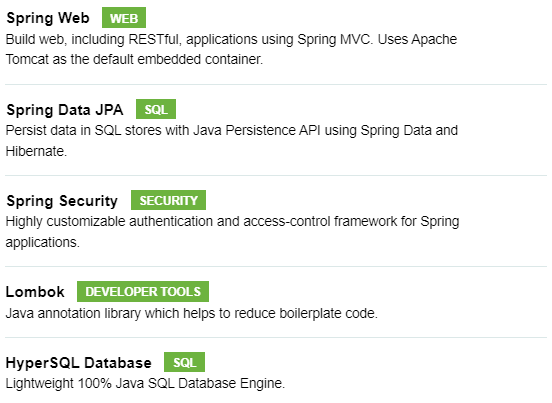 Spring Web WEB
Build web, including RESTful, applications using Spring MVC. Uses Apache
Tomcat as the default embedded container.
Spring Data JPA SQL
Persist data in SQL stores with Java Persistence API using Spring Data and
Hibernate.
Spring Security SECURITY
Highly customizable authentication and access-control framework for Spring
applications.
Lombok DEVELOPER TOOLS
Java annotation library which helps to reduce boilerplate code.
HyperSQL Database SQL
Lightweight 100% Java SQL Database Engine.